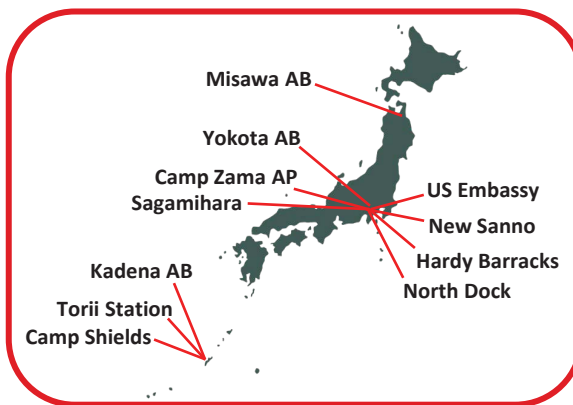 Misawa AB
Yokota AB
Camp Zama AP
US Embassy
Sagamihara
New Sanno
Hardy Barracks
Kadena AB
North Dock
Torii Station
Camp Shields